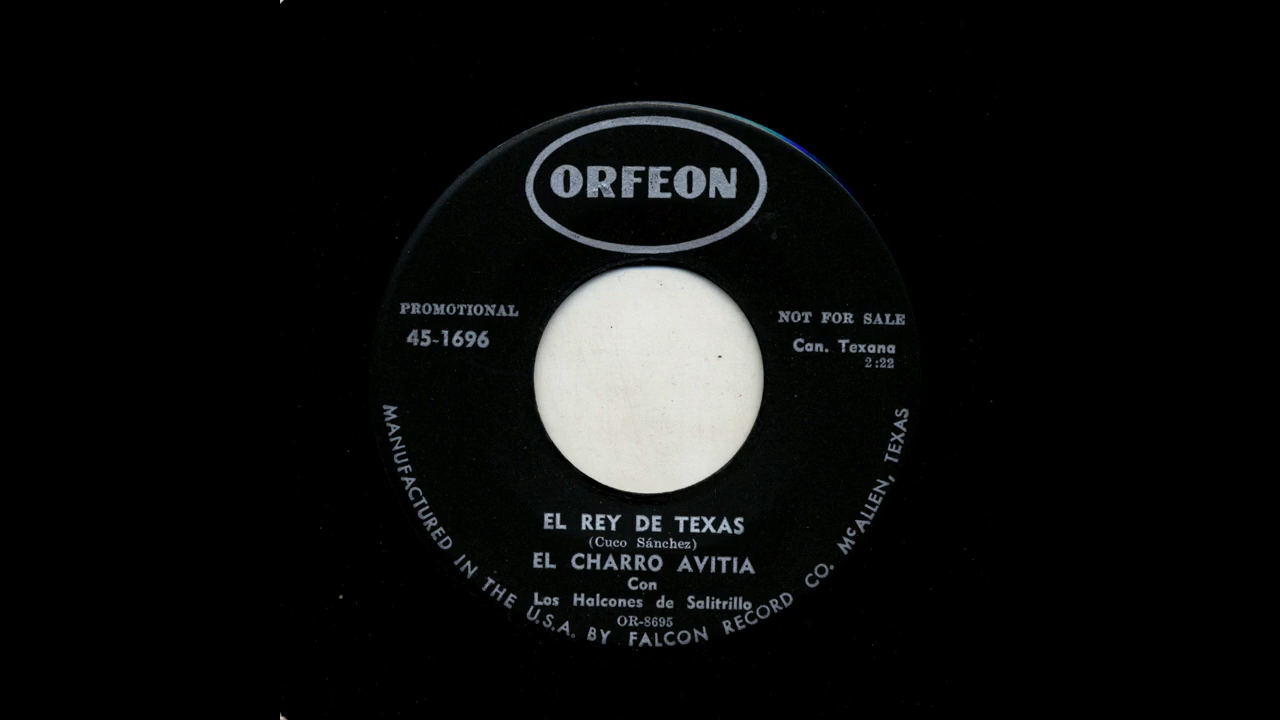 ORFEON
PROMOTIONAL
45-1696
NOT FOR SALE
Can. Texana
2:22
EL REY DE TEXAS
(Cuco Sánchez)
EL CHARRO AVITIA
Con
Los Halcones de Salitrillo
OR-8695
MANUFACTURED IN THE U.S.A. BY FALCON RECORD CO. McALLEN, TEXAS